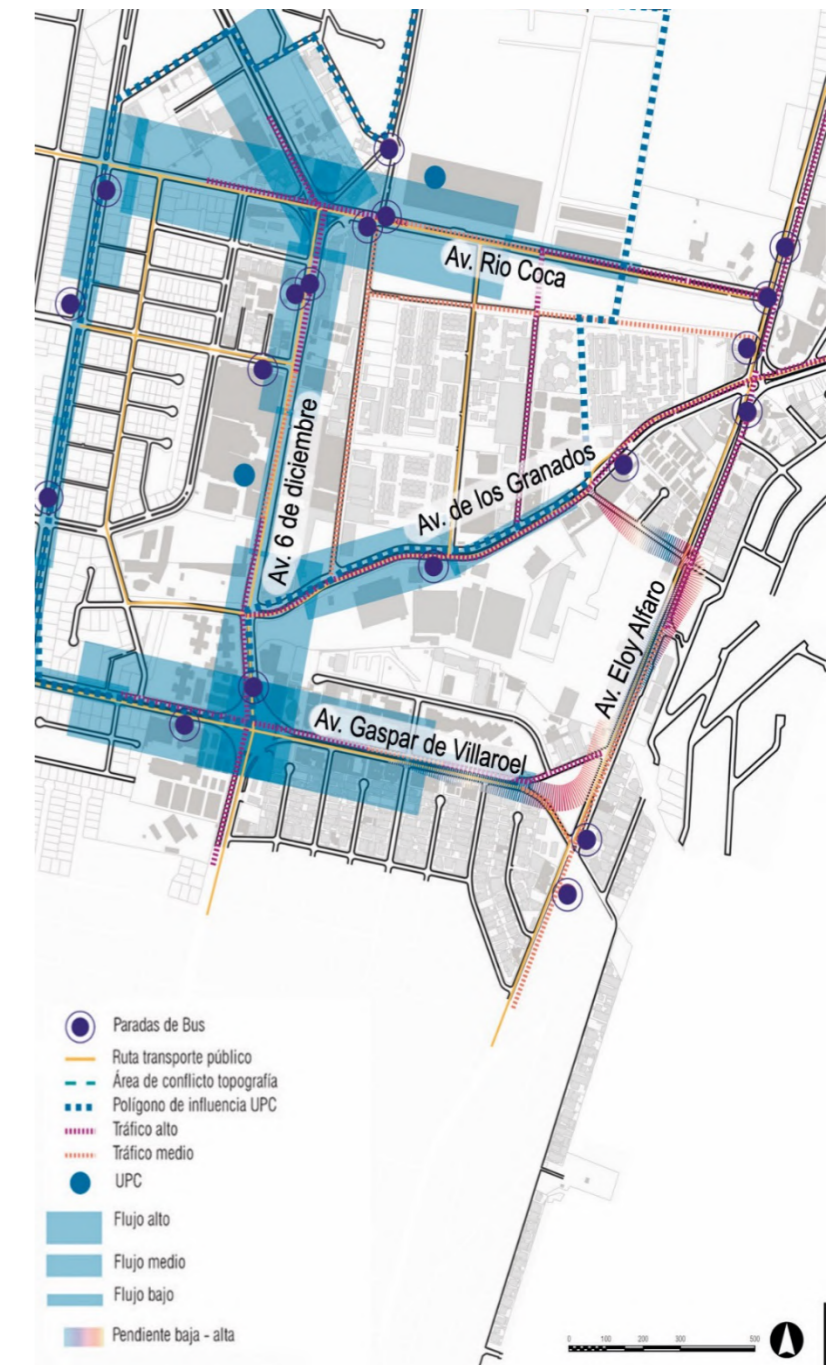 Av. Rio Coca
Av. 6 de diciembre
Av. de los Granados
Av. Eloy Alfaro
Av. Gaspar de Villaroel
Paradas de Bus
Ruta transporte público
Área de conflicto topografía
Polígono de influencia UPC
Tráfico alto
Tráfico medio
UPC
Flujo alto
Flujo medio
Flujo bajo
Pendiente baja - alta
0 100 200 300 500